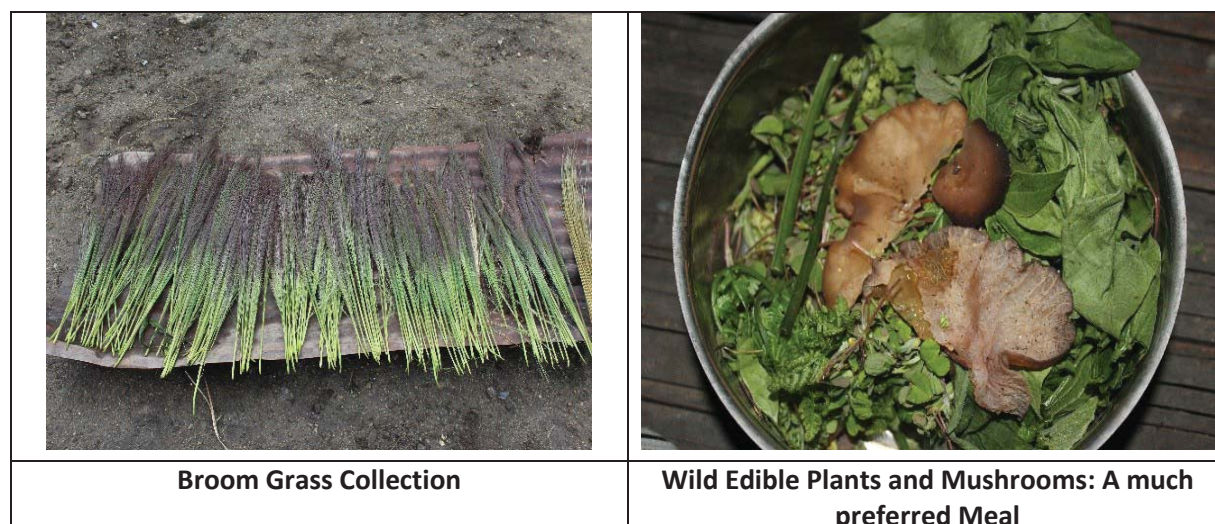 Broom Grass Collection
Wild Edible Plants and Mushrooms: A much
preferred Meal